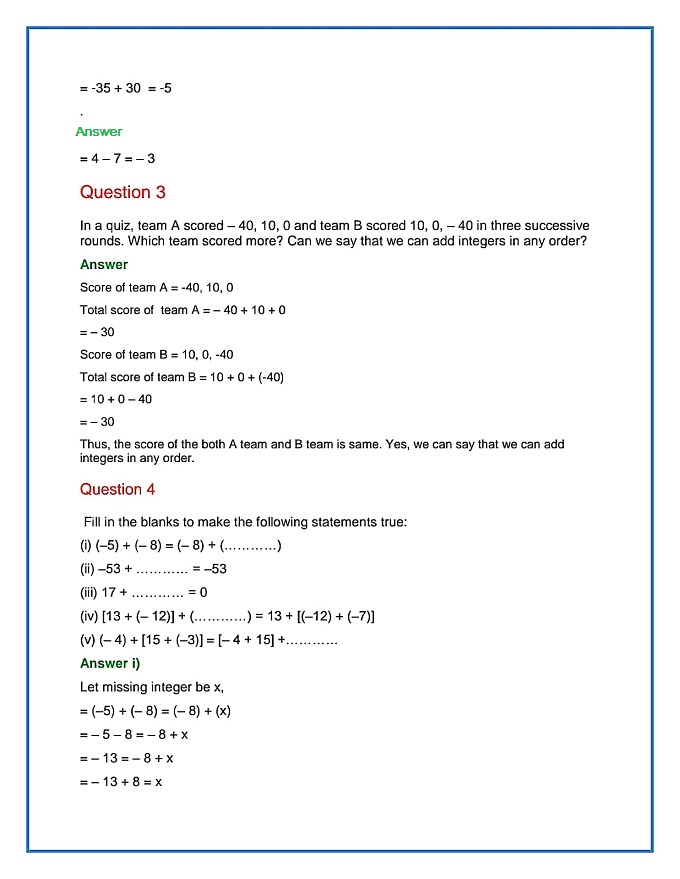 = -35 + 30  = -5
.
Answer
= 4 – 7 = – 3
Question 3
In a quiz, team A scored – 40, 10, 0 and team B scored 10, 0, – 40 in three successive
rounds. Which team scored more? Can we say that we can add integers in any order?
Answer
Score of team A = -40, 10, 0
Total score of  team A = – 40 + 10 + 0
= – 30
Score of team B = 10, 0, -40
Total score of team B = 10 + 0 + (-40)
= 10 + 0 – 40
= – 30
Thus, the score of the both A team and B team is same. Yes, we can say that we can add
integers in any order.
Question 4
Fill in the blanks to make the following statements true:
(i) (–5) + (– 8) = (– 8) + (…………)
(ii) –53 + ………… = –53
(iii) 17 + ………… = 0
(iv) [13 + (– 12)] + (…………) = 13 + [(–12) + (–7)]
(v) (– 4) + [15 + (–3)] = [– 4 + 15] +…………
Answer i)
Let missing integer be x,
= (–5) + (– 8) = (– 8) + (x)
= – 5 – 8 = – 8 + x
= – 13 = – 8 + x
= – 13 + 8 = x